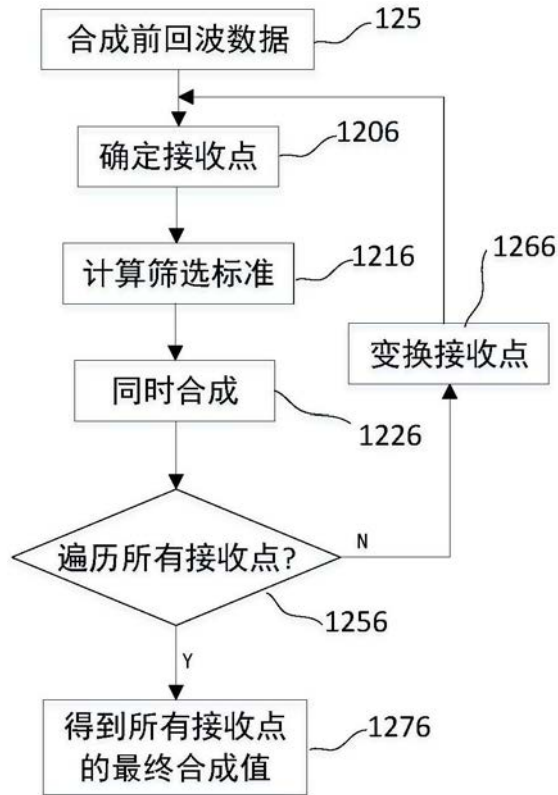 合成前回波数据
125
确定接收点
1206
计算筛选标准
1216
1266
变换接收点
同时合成
1226
遍历所有接收点?
N
1256
Y
得到所有接收点
的最终合成值
1276